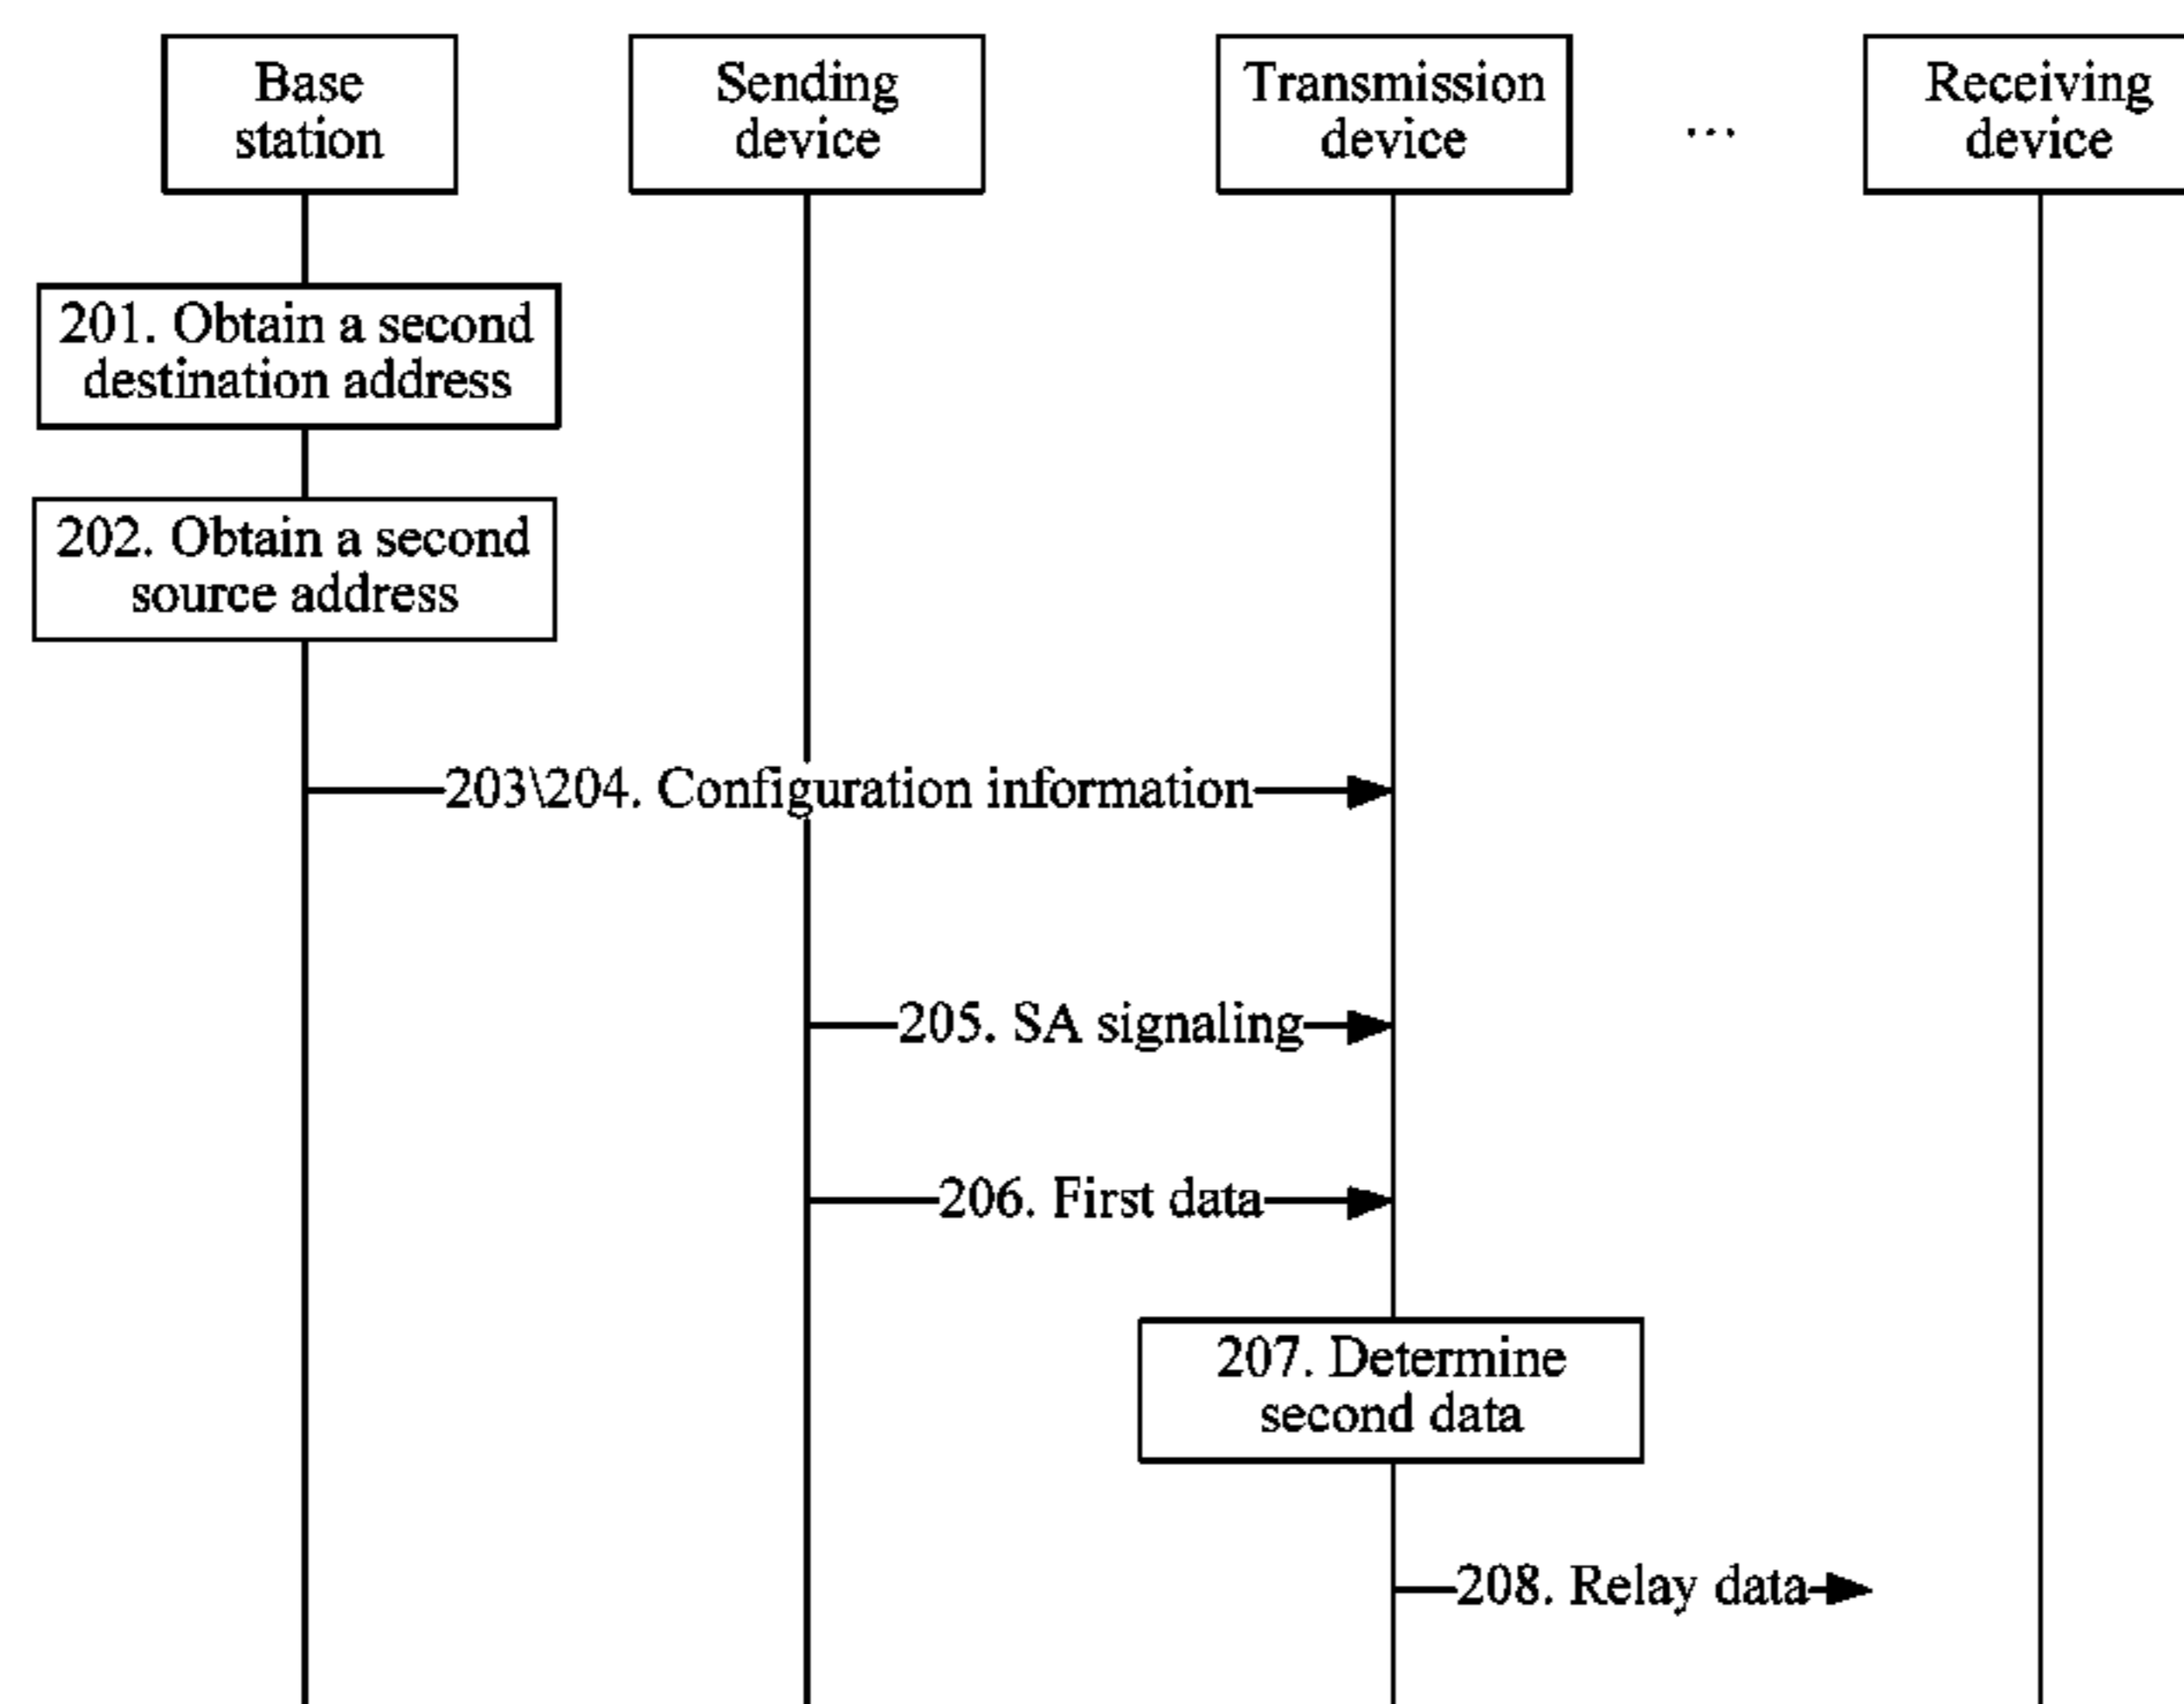 Base
station
Sending
device
Transmission
device
...
Receiving
device
201. Obtain a second
destination address
202. Obtain a second
source address
203\204. Configuration information
205. SA signaling
206. First data
207. Determine
second data
208. Relay data